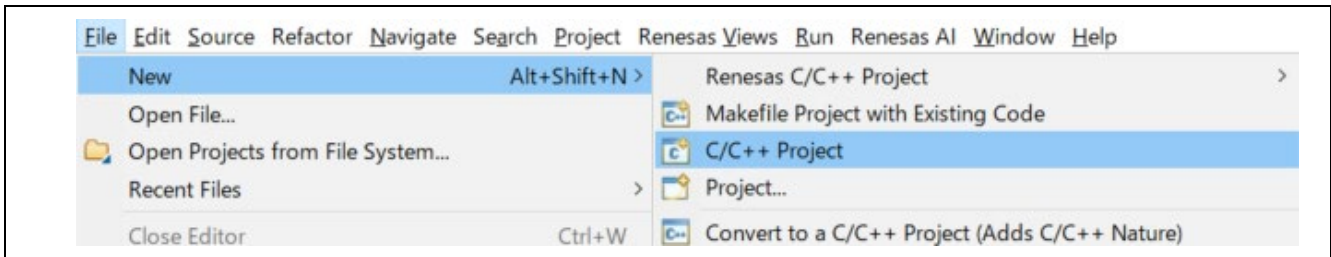 File Edit Source Refactor Navigate Search Project Renesas Views Run Renesas AI Window Help
New Alt+Shift+N >
Open File...
Open Projects from File System...
Recent Files >
Close Editor Ctrl+W
Renesas C/C++ Project >
Makefile Project with Existing Code
C/C++ Project
Project...
Convert to a C/C++ Project (Adds C/C++ Nature)